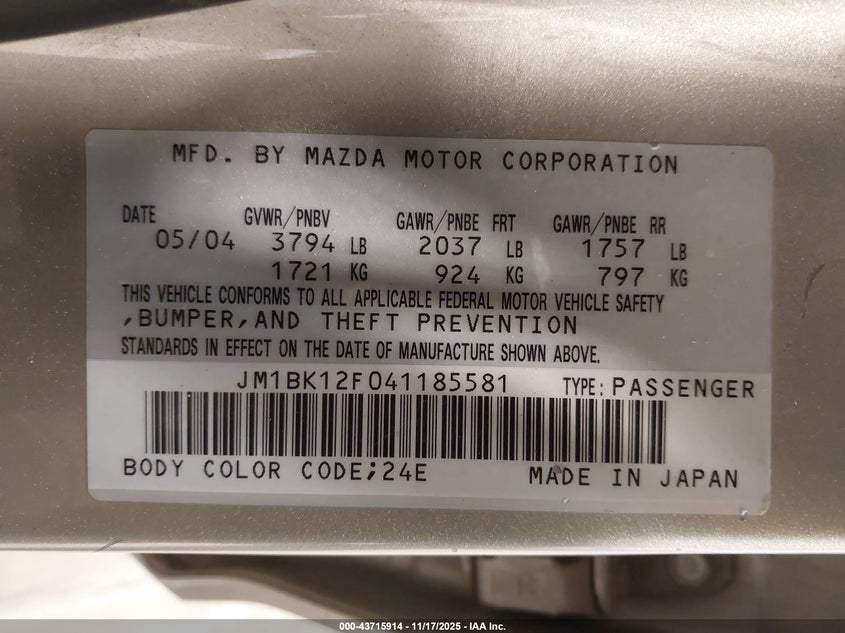 MFD. BY MAZDA MOTOR CORPORATION
DATE GVWR/PNBV GAWR/PNBE FRT GAWR/PNBE RR
05/04 3794 LB 2037 LB 1757 LB
1721 KG 924 KG 797 KG
THIS VEHICLE CONFORMS TO ALL APPLICABLE FEDERAL MOTOR VEHICLE SAFETY
,BUMPER,AND THEFT PREVENTION
STANDARDS IN EFFECT ON THE DATE OF MANUFACTURE SHOWN ABOVE.
JM1BK12F041185581 TYPE: PASSENGER
BODY COLOR CODE;24E MADE IN JAPAN
000-43715914 - 11/17/2025 - IAA Inc.